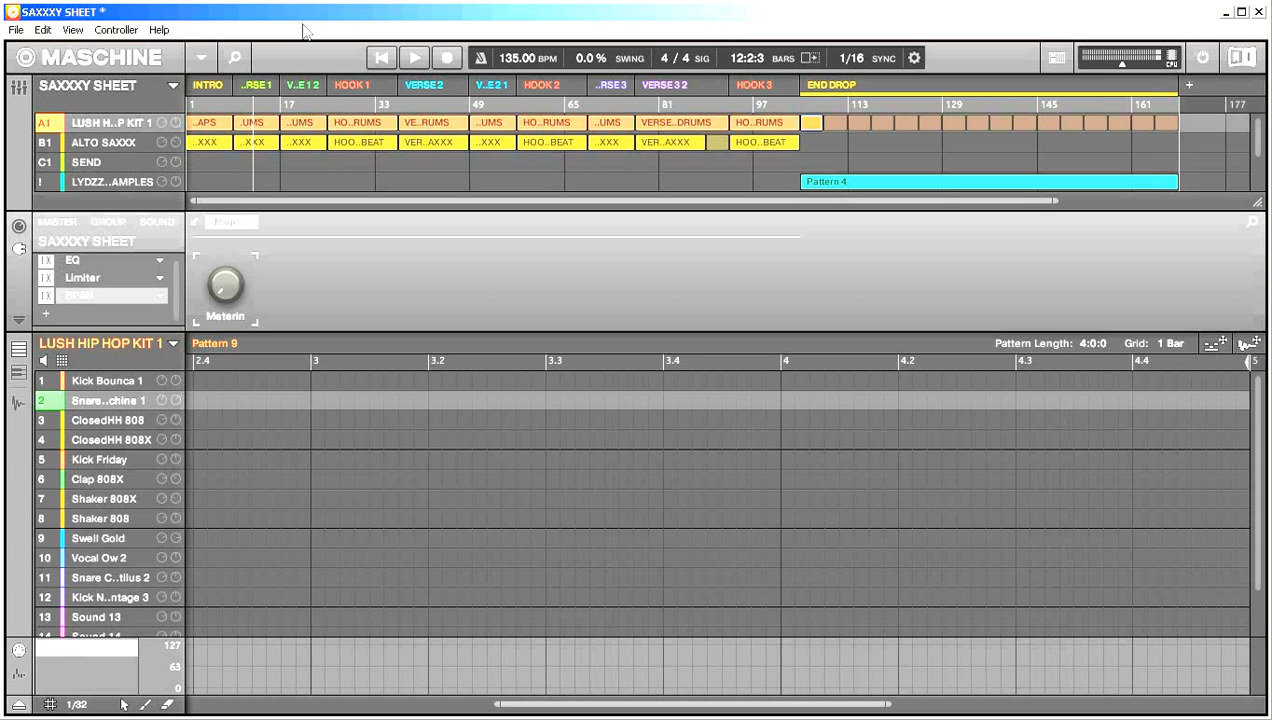 SAXXXY SHEET *
File Edit View Controller Help
MASCHINE 135.00 BPM 0.0 % SWING 4 / 4 SIG 12:2:3 BARS 1/16 SYNC CPU
SAXXXY SHEET INTRO ..RSE 1 V..E 1 2 HOOK 1 VERSE 2 V..E 2 1 HOOK 2 ..RSE 3 VERSE 3 2 HOOK 3 END DROP +
1 17 33 49 65 81 97 113 129 145 161 177
A1 LUSH H..P KIT 1 ..APS ..UMS ..UMS HO..RUMS VE..RUMS ..UMS HO..RUMS ..UMS VERSE..DRUMS HO..RUMS
B1 ALTO SAXXX ..XXX ..XXX ..XXX HOO..BEAT VER..AXXX ..XXX HOO..BEAT ..XXX VER..AXXX HOO..BEAT
C1 SEND
! LYDZZ..AMPLES Pattern 4
MASTER GROUP SOUND
SAXXXY SHEET
EQ
Limiter
SPAN
+
Meterin
LUSH HIP HOP KIT 1 Pattern 9 Pattern Length: 4:0:0 Grid: 1 Bar
2.4 3 3.2 3.3 3.4 4 4.2 4.3 4.4 5
1 Kick Bounca 1
2 Snare..chine 1
3 ClosedHH 808
4 ClosedHH 808X
5 Kick Friday
6 Clap 808X
7 Shaker 808X
8 Shaker 808
9 Swell Gold
10 Vocal Ow 2
11 Snare C..tilus 2
12 Kick N..ntage 3
13 Sound 13
14 Sound 14
127
63
0
1/32